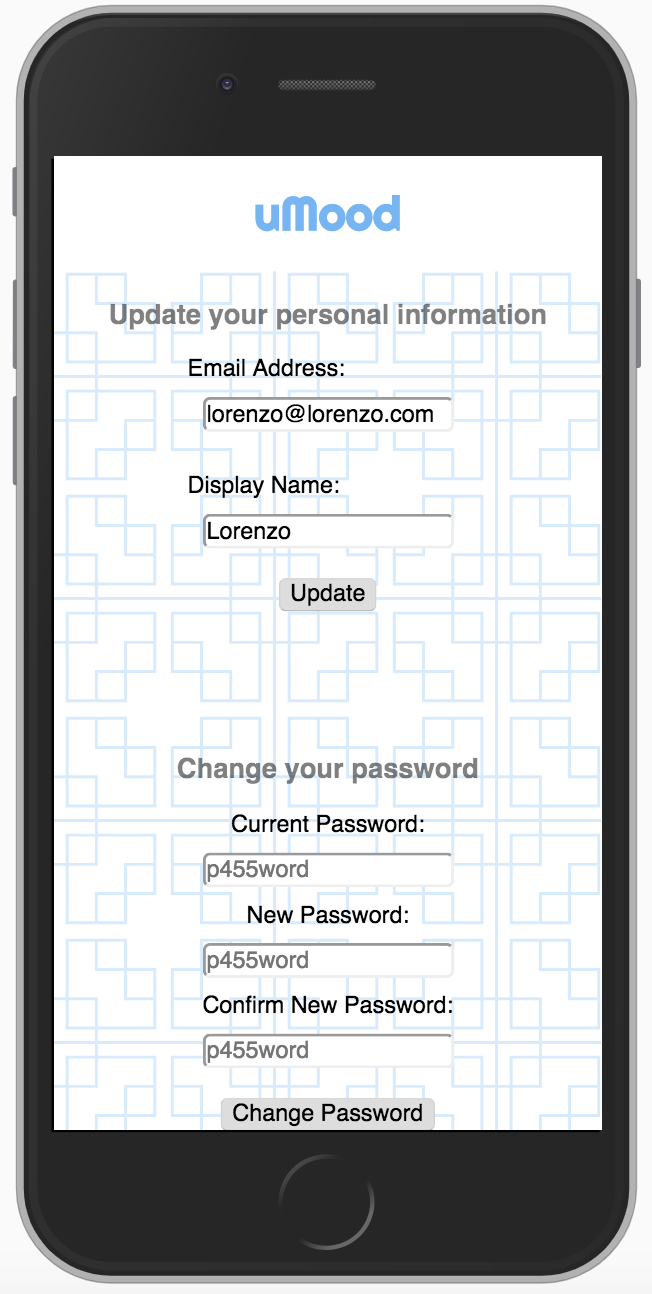 uMood
Update your personal information
Email Address:
lorenzo@lorenzo.com
Display Name:
Lorenzo
Update
Change your password
Current Password:
p455word
New Password:
p455word
Confirm New Password:
p455word
Change Password